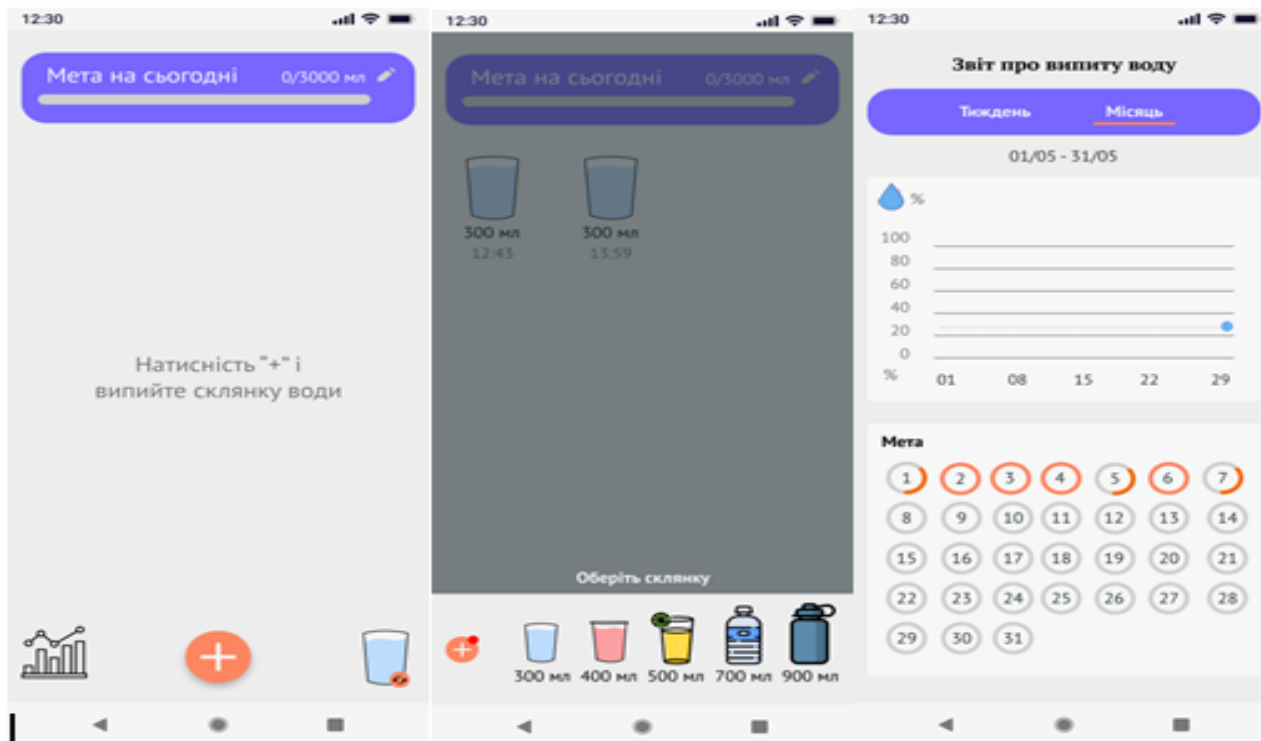 12:30
Мета на сьогодні 0/3000 мл
Натисність "+" і
випийте склянку води
12:30
Мета на сьогодні 0/3000 мл
300 мл 300 мл
12:43 13:59
Оберіть склянку
300 мл 400 мл 500 мл 700 мл 900 мл
12:30
Звіт про випиту воду
Тиждень Місяць
01/05 - 31/05
%
100
80
60
40
20
0
%
01 08 15 22 29
Мета
1 2 3 4 5 6 7
8 9 10 11 12 13 14
15 16 17 18 19 20 21
22 23 24 25 26 27 28
29 30 31